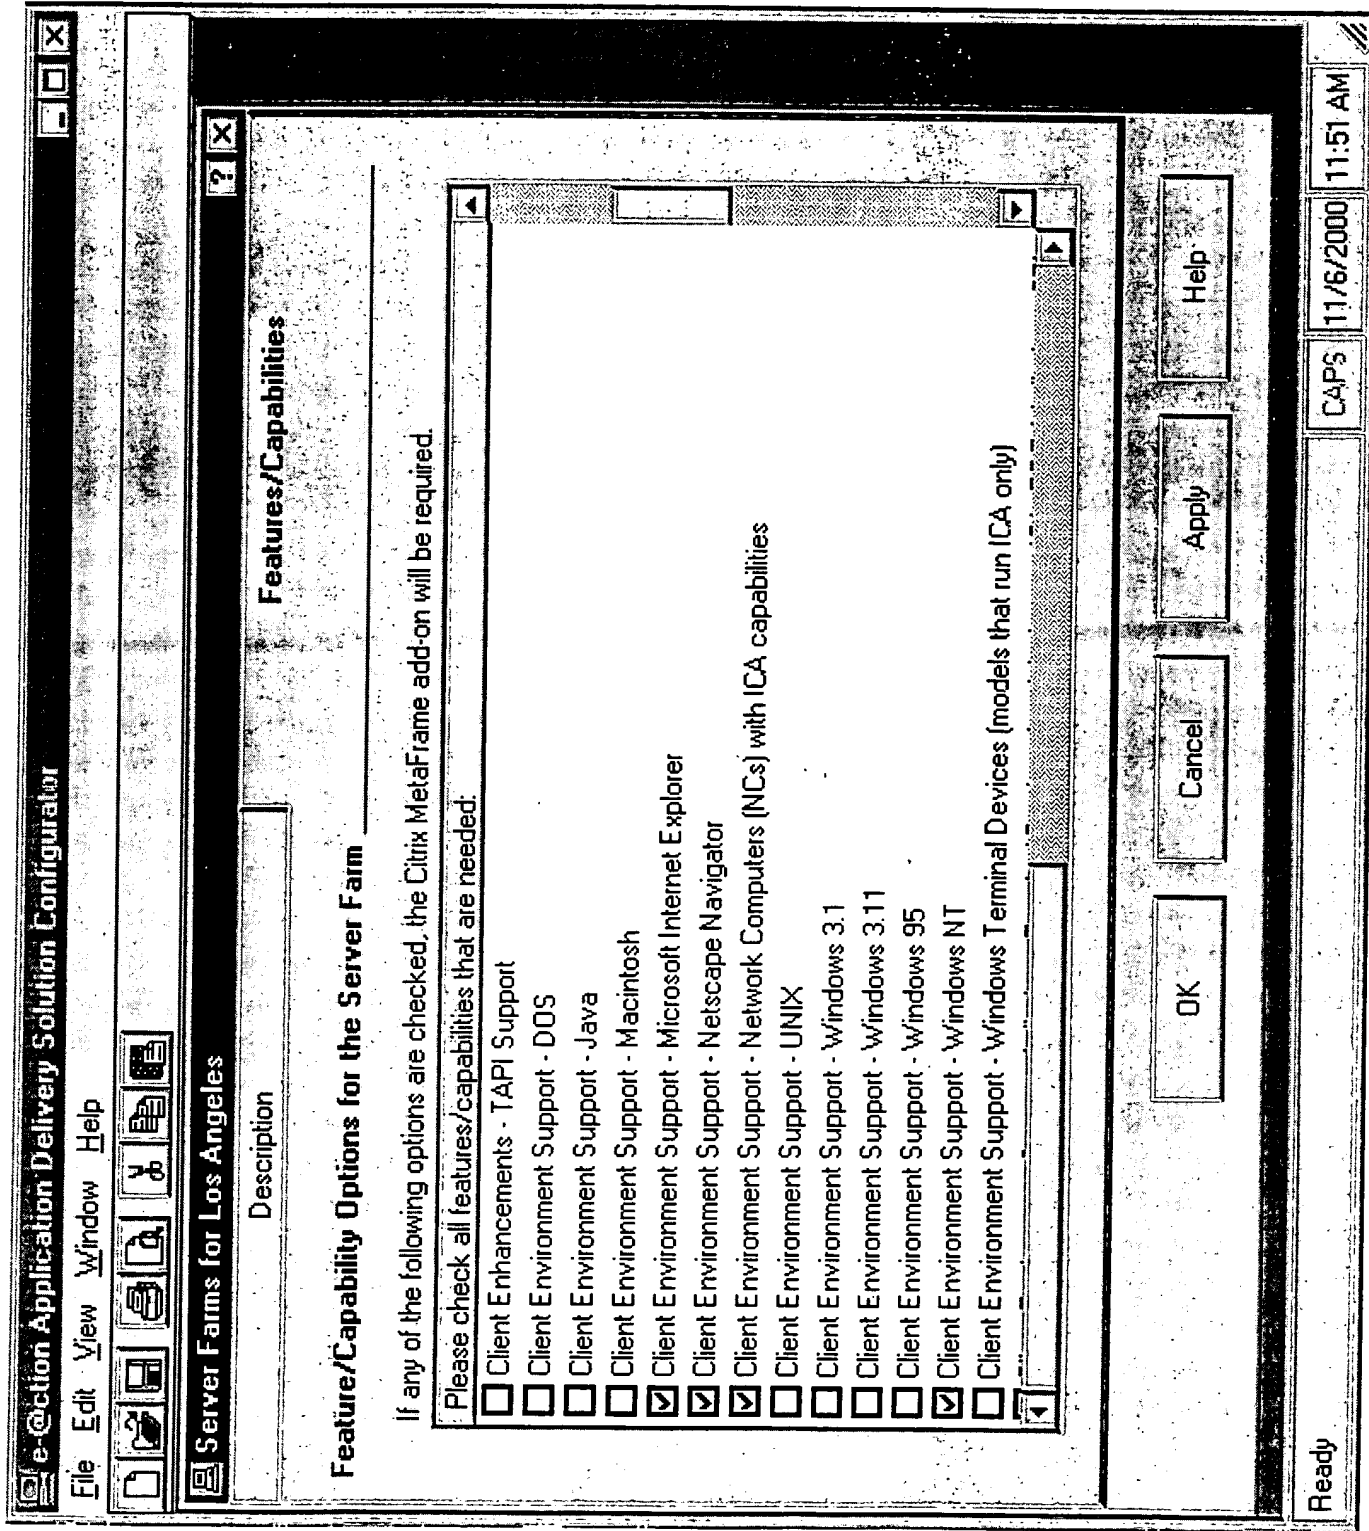 e-@ction Application Delivery Solution Configurator
File Edit View Window Help
Server Farms for Los Angeles
Description
Features/Capabilities
Feature/Capability Options for the Server Farm
If any of the following options are checked, the Citrix MetaFrame add-on will be required.
Please check all features/capabilities that are needed:
Client Enhancements - TAPI Support
Client Environment Support - DOS
Client Environment Support - Java
Client Environment Support - Macintosh
Client Environment Support - Microsoft Internet Explorer
Client Environment Support - Netscape Navigator
Client Environment Support - Network Computers (NCs) with ICA capabilities
Client Environment Support - UNIX
Client Environment Support - Windows 3.1
Client Environment Support - Windows 3.11
Client Environment Support - Windows 95
Client Environment Support - Windows NT
Client Environment Support - Windows Terminal Devices (models that run ICA only)
OK
Cancel
Apply
Help
Ready
CAPS
11/6/2000
11:51 AM